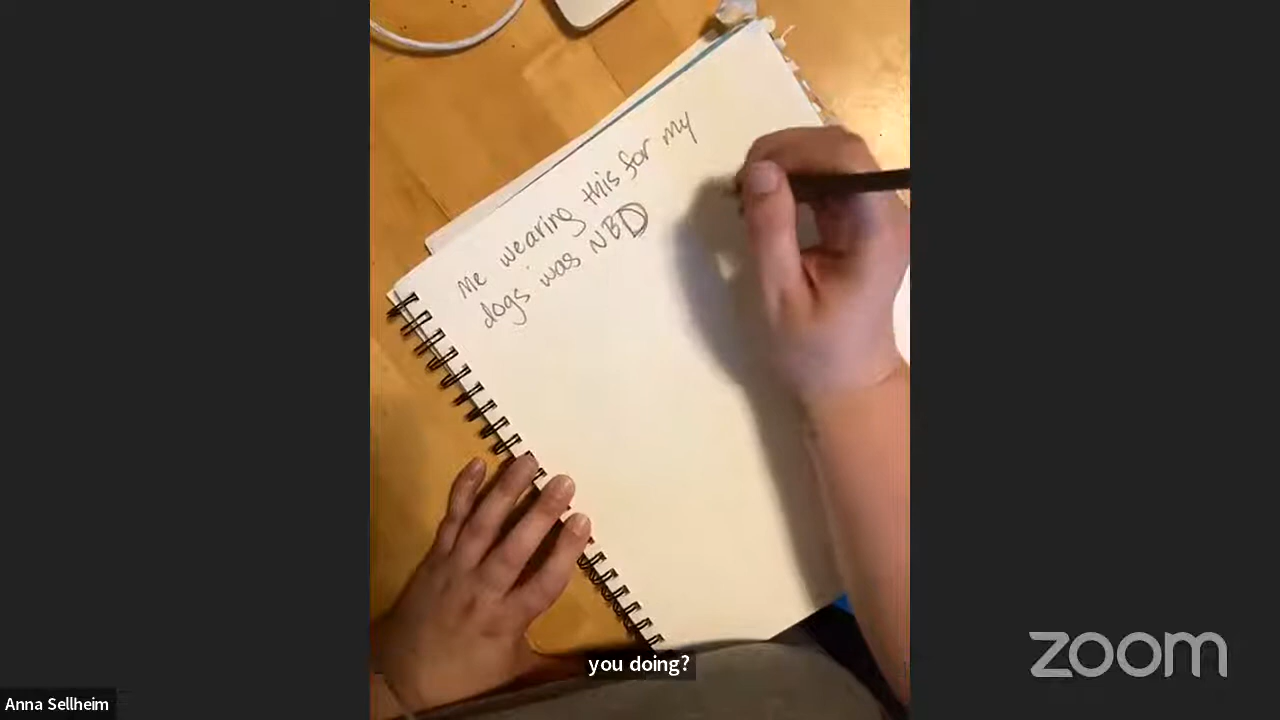 me wearing this for my
dogs was NBD
you doing?
Anna Sellheim
zoom